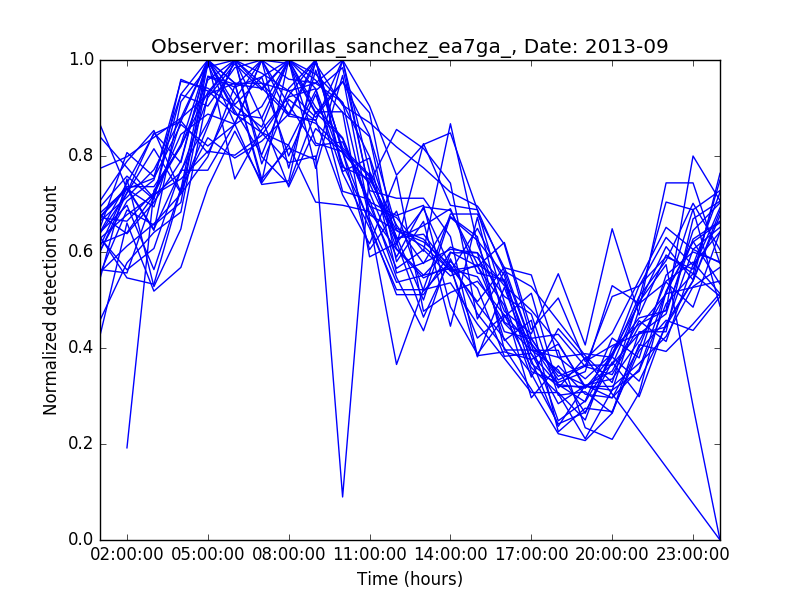 Observer: morillas_sanchez_ea7ga_, Date: 2013-09
1.0
0.8
0.6
0.4
0.2
0.0
Normalized detection count
02:00:00 05:00:00 08:00:00 11:00:00 14:00:00 17:00:00 20:00:00 23:00:00
Time (hours)